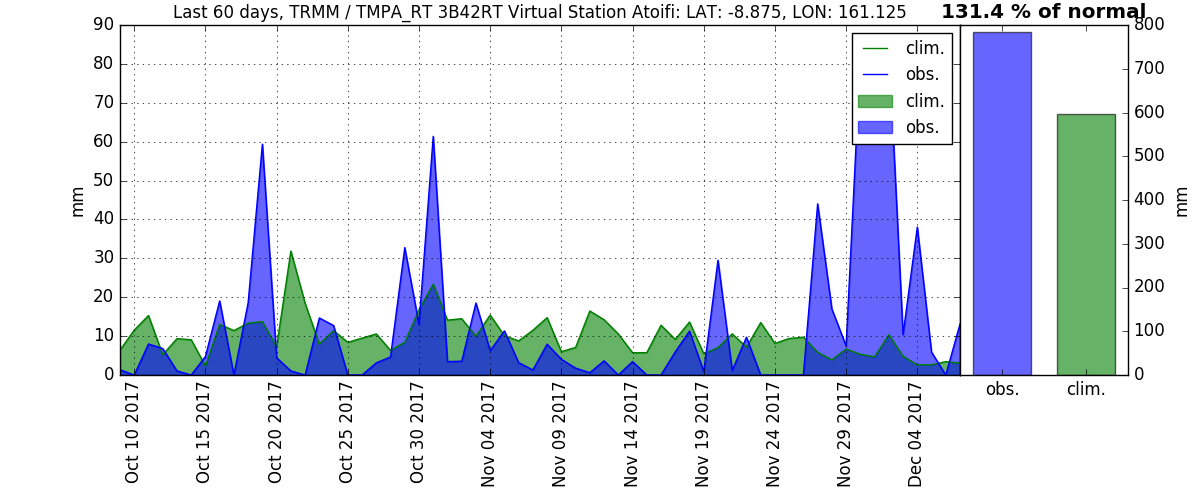 Last 60 days, TRMM / TMPA_RT 3B42RT Virtual Station Atoifi: LAT: -8.875, LON: 161.125
131.4 % of normal
90
80
70
60
50
40
30
20
10
0
mm
clim.
obs.
clim.
obs.
800
700
600
500
400
300
200
100
0
mm
Oct 10 2017
Oct 15 2017
Oct 20 2017
Oct 25 2017
Oct 30 2017
Nov 04 2017
Nov 09 2017
Nov 14 2017
Nov 19 2017
Nov 24 2017
Nov 29 2017
Dec 04 2017
obs.
clim.